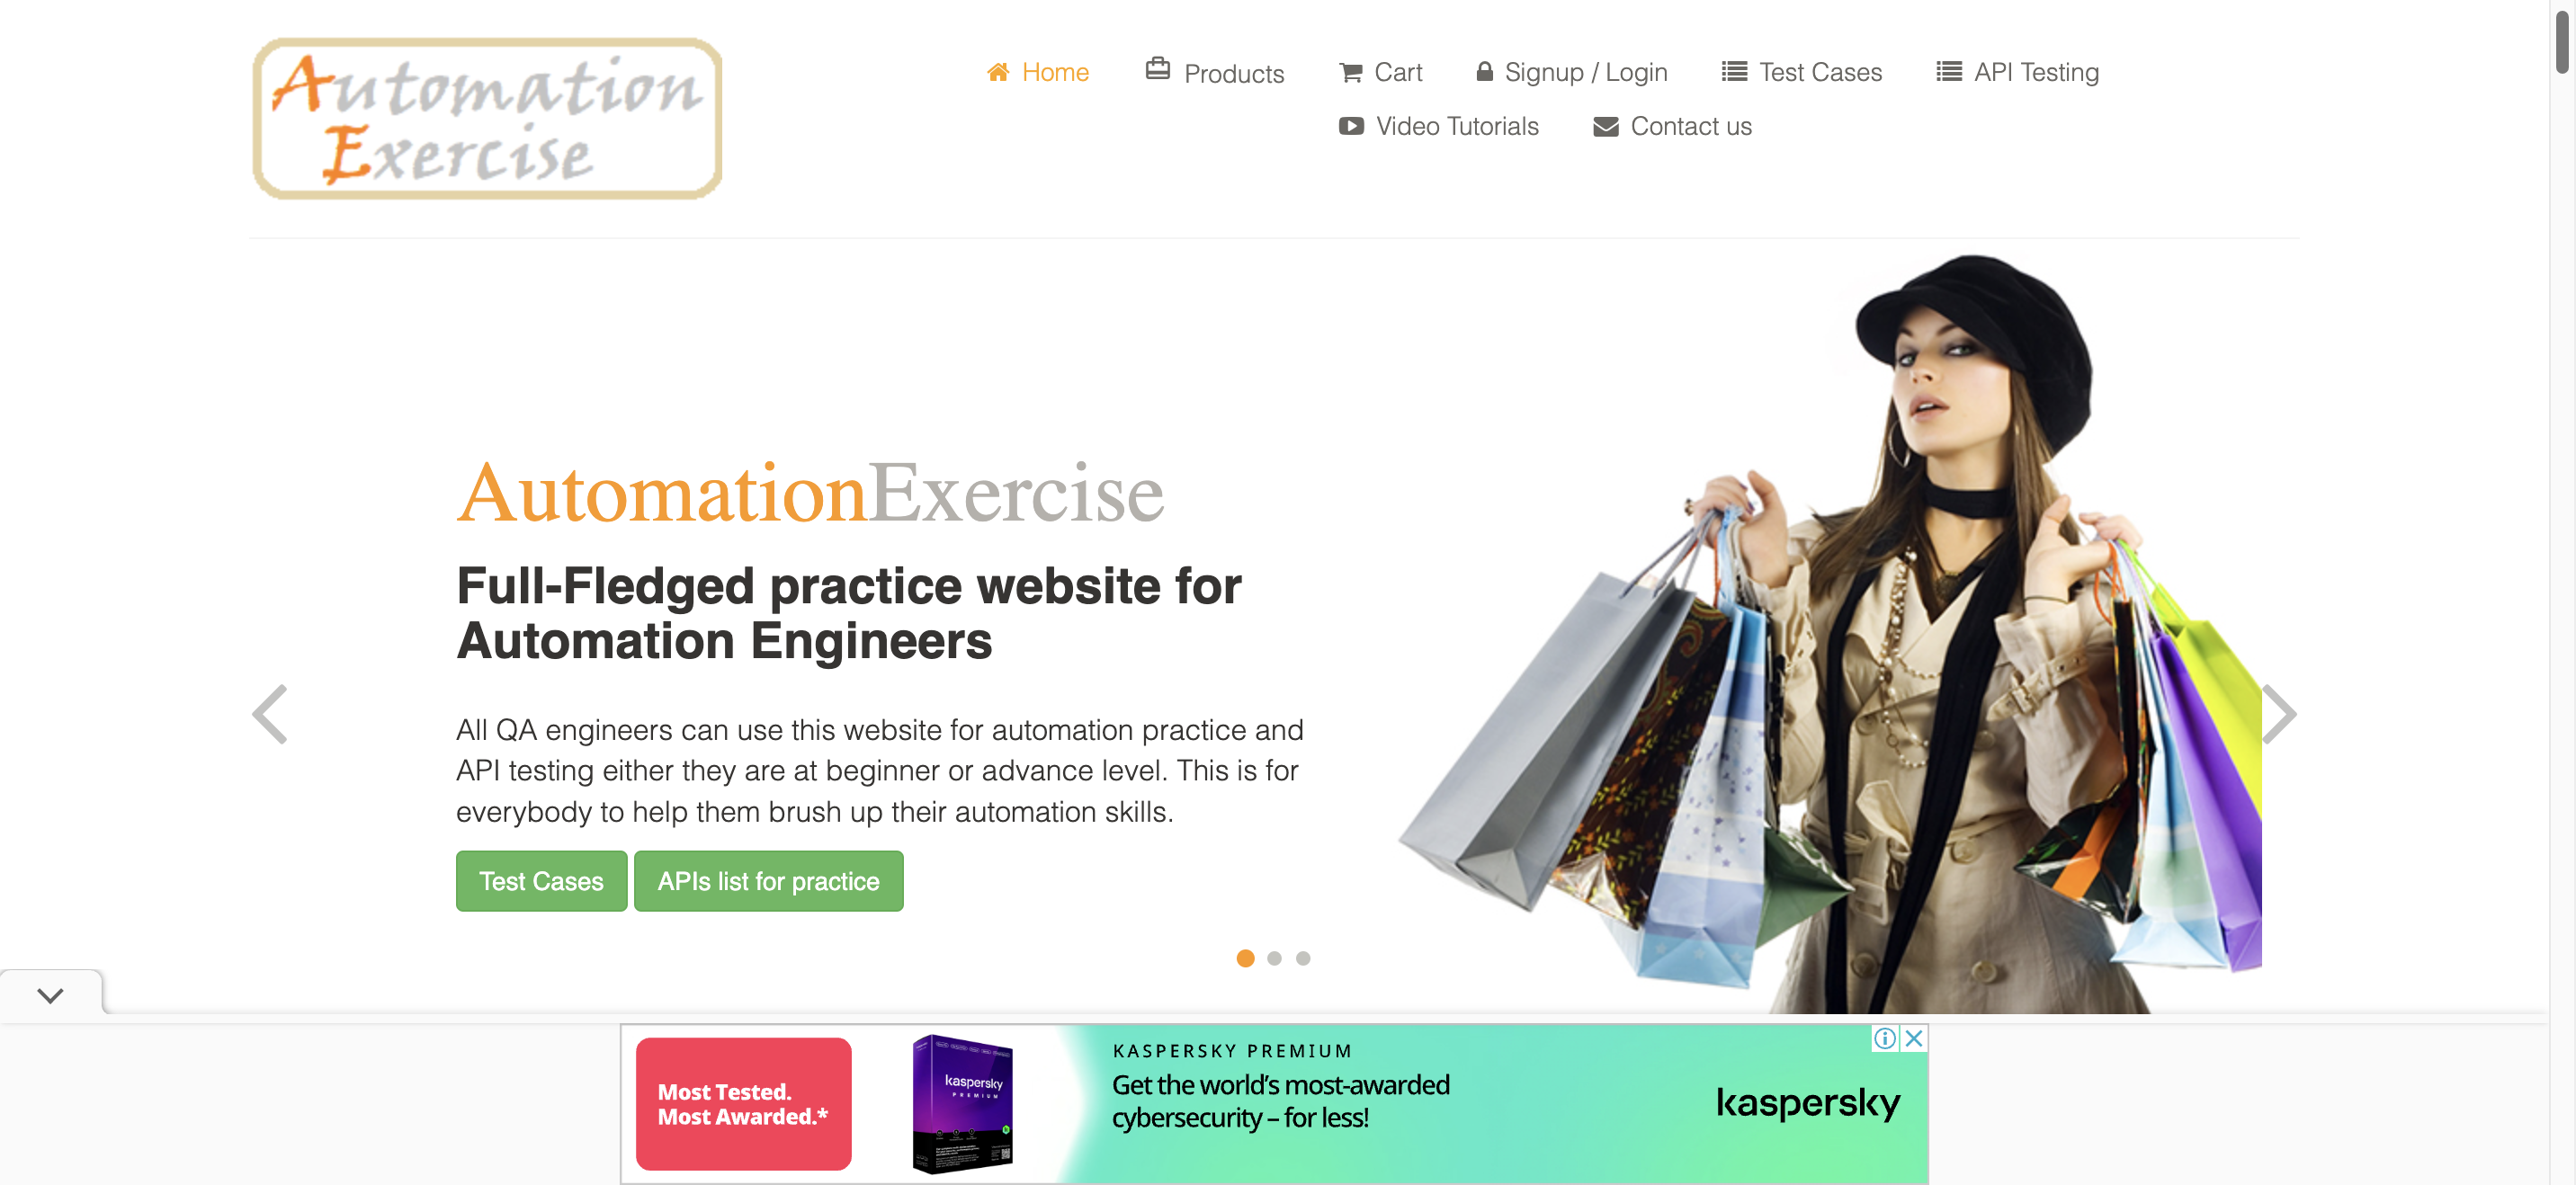 Automation
Exercise
Home
Products
Cart
Signup / Login
Test Cases
API Testing
Video Tutorials
Contact us
AutomationExercise
Full-Fledged practice website for
Automation Engineers
All QA engineers can use this website for automation practice and
API testing either they are at beginner or advance level. This is for
everybody to help them brush up their automation skills.
Test Cases
APIs list for practice
Most Tested.
Most Awarded.*
kaspersky
PREMIUM
KASPERSKY PREMIUM
Get the world's most-awarded
cybersecurity – for less!
kaspersky